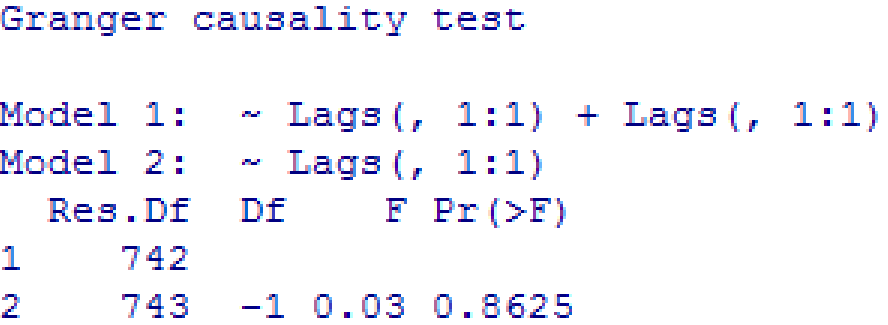 Granger causality test
Model 1:  ~ Lags(, 1:1) + Lags(, 1:1)
Model 2:  ~ Lags(, 1:1)
  Res.Df  Df    F Pr(>F)
1    742
2    743  -1 0.03 0.8625